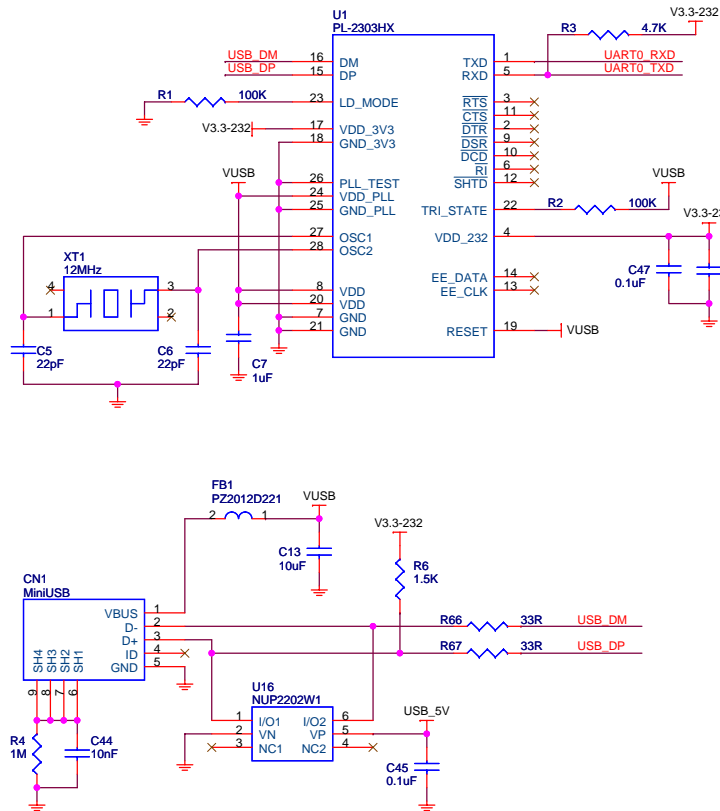 U1
PL-2303HX
R3 4.7K V3.3-232
USB_DM 16 DM TXD 1 UART0_RXD
USB_DP 15 DP RXD 5 UART0_TXD
R1 100K 23 LD_MODE RTS 3
CTS 11
V3.3-232 17 VDD_3V3 DTR 2
18 GND_3V3 DSR 9
DCD 10
RI 6
VUSB 26 PLL_TEST SHTD 12 VUSB
24 VDD_PLL
25 GND_PLL TRI_STATE 22 R2 100K
V3.3-23
27 OSC1 VDD_232 4
28 OSC2
XT1
12MHz
C47
0.1uF
4 3
1 2
EE_DATA 14
8 VDD EE_CLK 13
20 VDD
7 GND
21 GND RESET 19 VUSB
C5
22pF
C6
22pF
C7
1uF
FB1
PZ2012D221
2 1
VUSB
V3.3-232
C13
10uF
R6
1.5K
CN1
MiniUSB
VBUS 1
D- 2 R66 33R USB_DM
D+ 3 R67 33R USB_DP
ID 4
GND 5
SH4 SH3 SH2 SH1
9 8 7 6
U16
NUP2202W1
1 I/O1 I/O2 6
2 VN VP 5
3 NC1 NC2 4
USB_5V
R4
1M
C44
10nF
C45
0.1uF